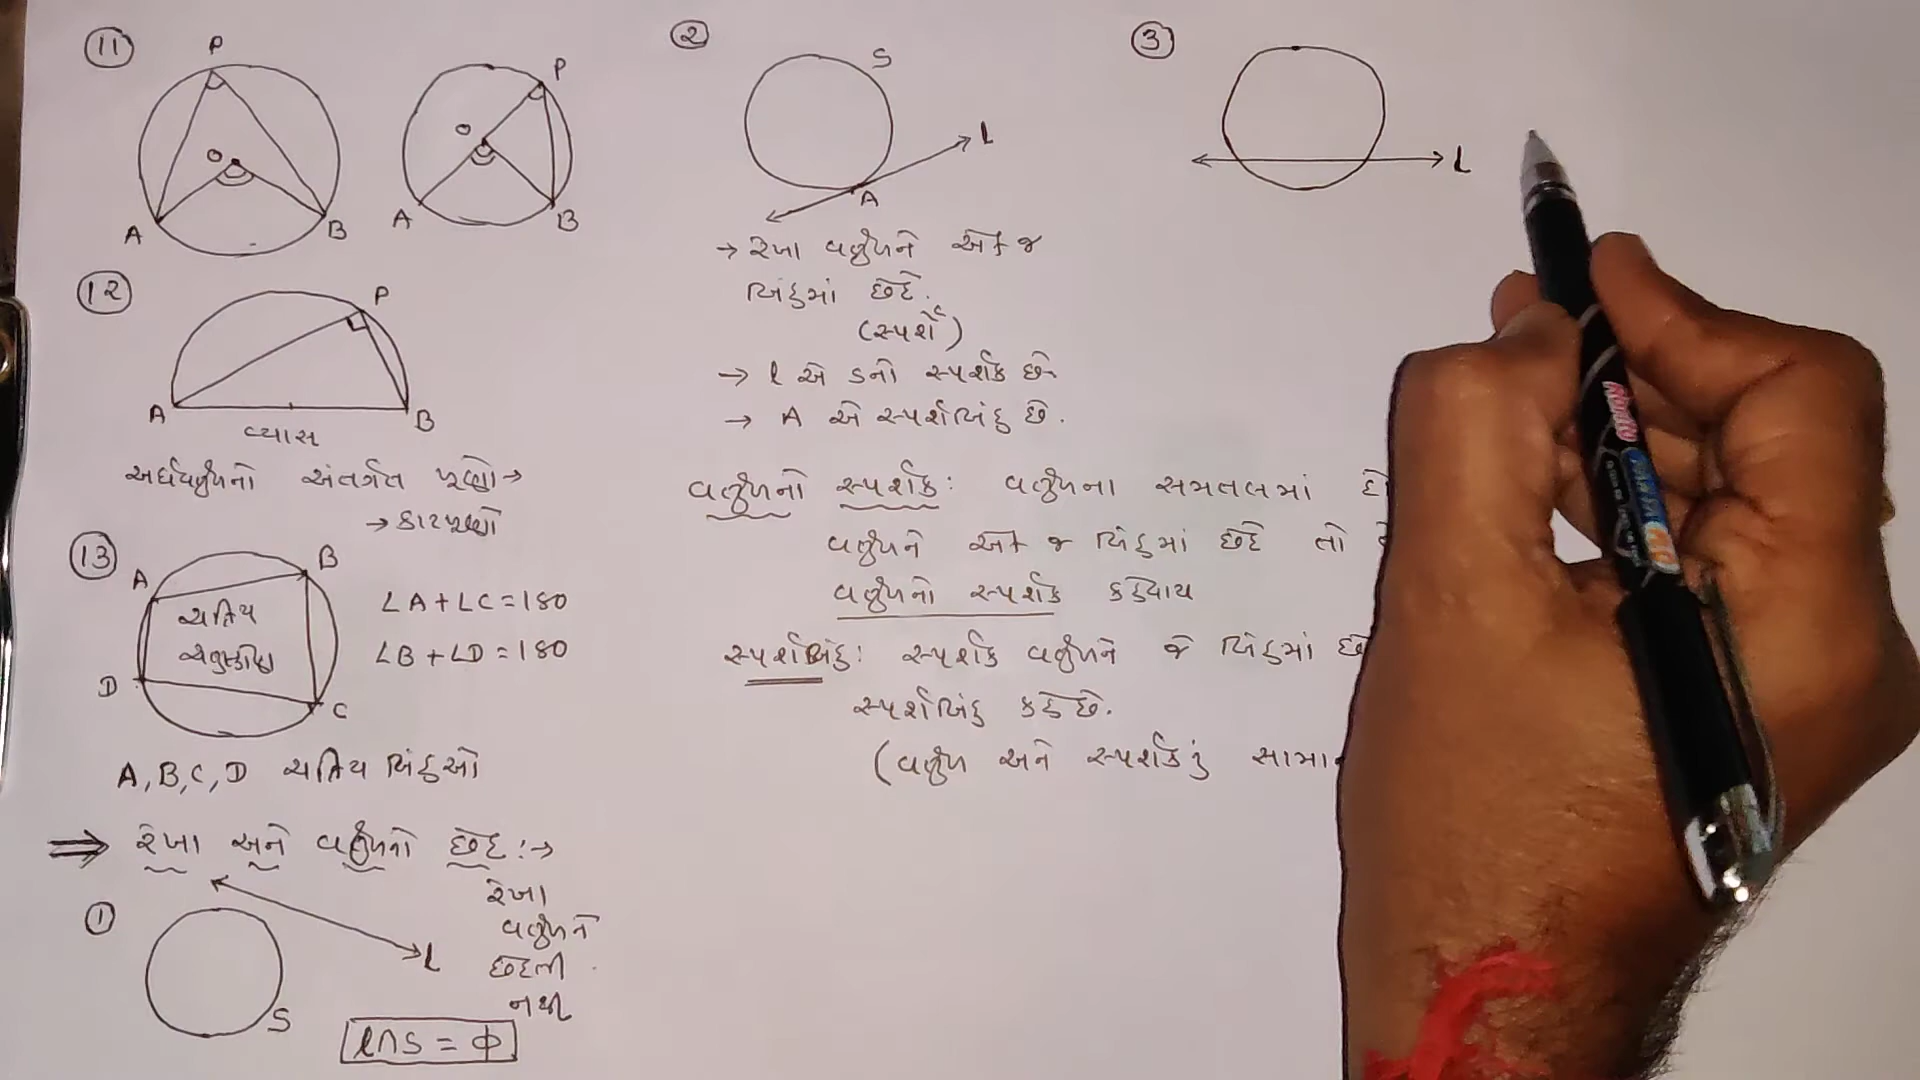 11
P
O
A
B
P
O
A
B
12
P
A
B
વ્યાસ
અર્ધવર્તુળનો અંતર્ગત ખૂણો →
→ કાટખૂણો
13
A
B
ચક્રિય
ચતુષ્કોણ
D
C
∠A+∠C=180
∠B+∠D=180
A,B,C,D ચક્રિય બિંદુઓ
⇒ રેખા અને વર્તુળનો છેદ :→
1
l
S
રેખા
વર્તુળને
છેદતી
નથી
l∩S = ϕ
2
S
l
A
→ રેખા વર્તુળને એક જ
બિંદુમાં છેદે.
(સ્પર્શે)
→ l એ Sનો સ્પર્શક છે
→ A એ સ્પર્શબિંદુ છે.
વર્તુળનો સ્પર્શક: વર્તુળના સમતલમાં
વર્તુળને એક જ બિંદુમાં છેદે તો
વર્તુળનો સ્પર્શક કહેવાય
સ્પર્શબિંદુ: સ્પર્શક વર્તુળને જે બિંદુમાં
સ્પર્શબિંદુ કહે છે.
(વર્તુળ અને સ્પર્શકનું
3
l